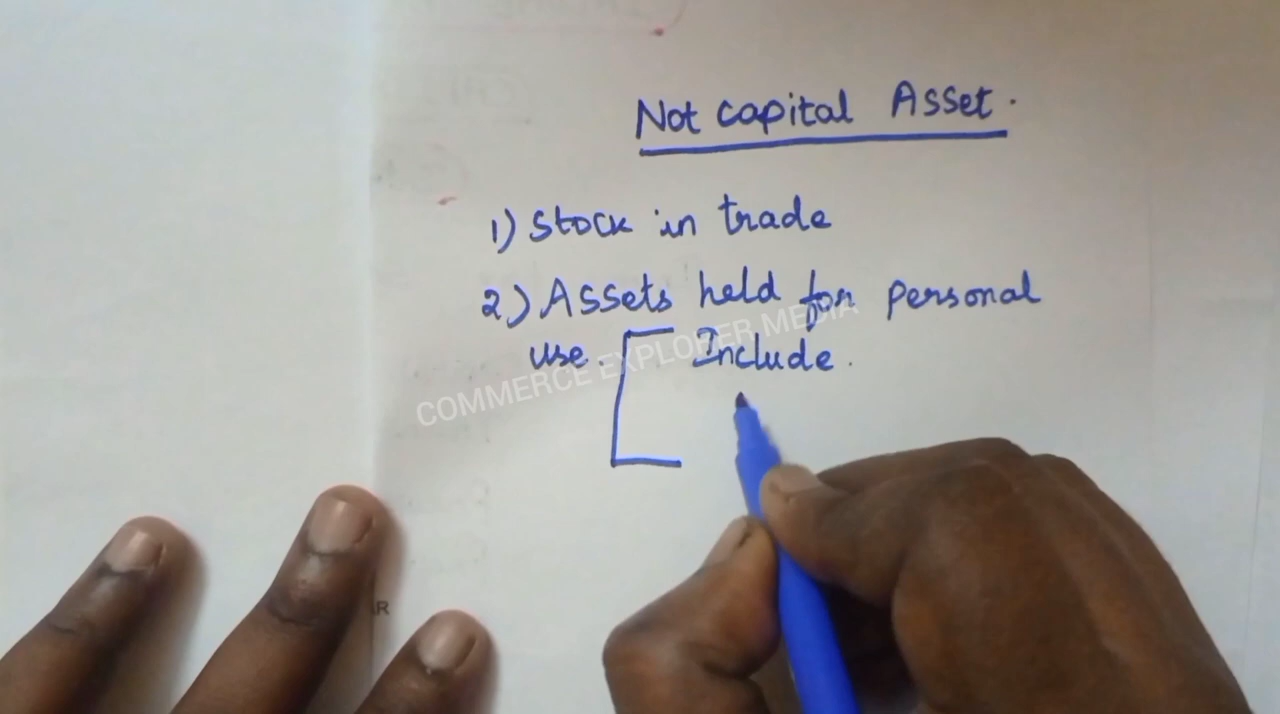 Not capital Asset.
1) Stock in trade
2) Assets held for personal
use. Include.
COMMERCE EXPLORER MEDIA
R